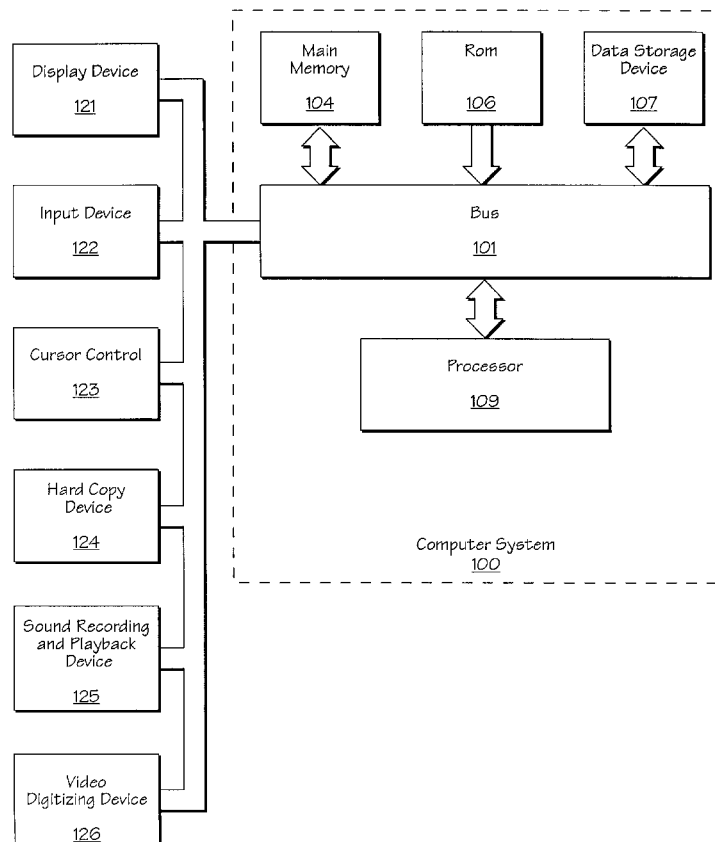 Display Device
121
Input Device
122
Cursor Control
123
Hard Copy
Device
124
Sound Recording
and Playback
Device
125
Video
Digitizing Device
126
Main
Memory
104
Rom
106
Data Storage
Device
107
Bus
101
Processor
109
Computer System
100